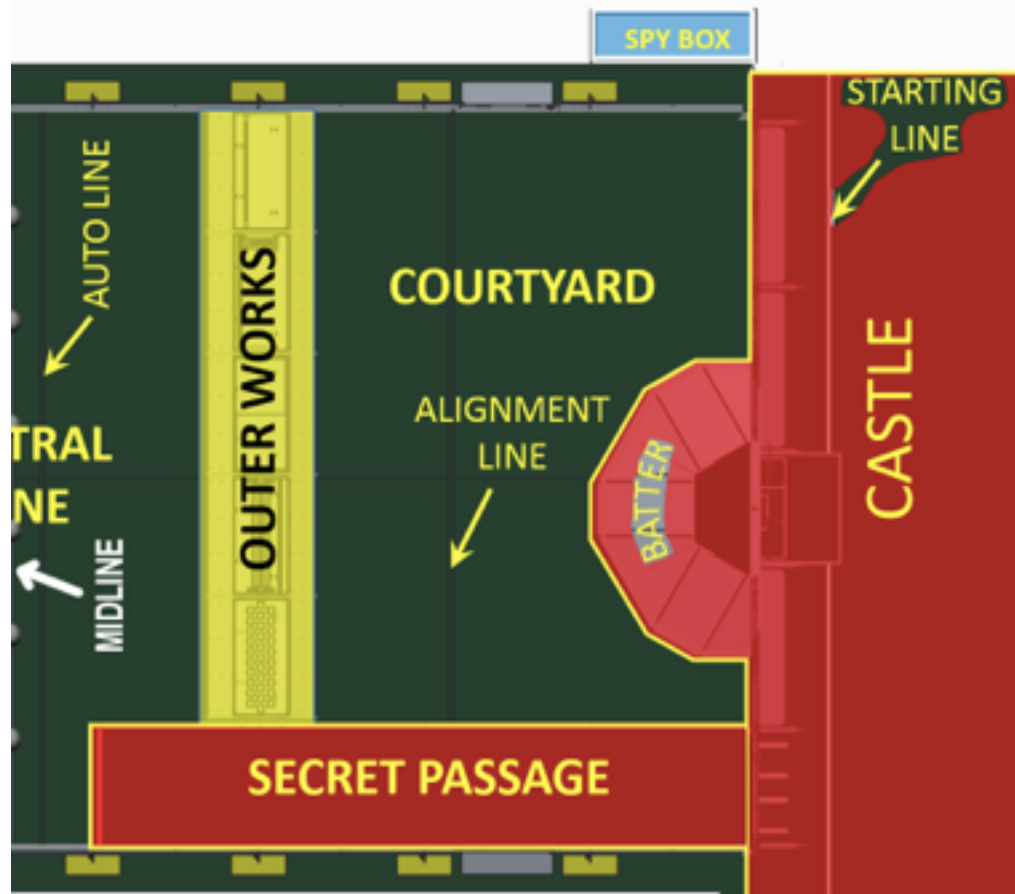 SPY BOX
STARTING
LINE
AUTO LINE
COURTYARD
OUTER WORKS
ALIGNMENT
LINE
CASTLE
BATTER
TRAL
NE
MIDLINE
SECRET PASSAGE